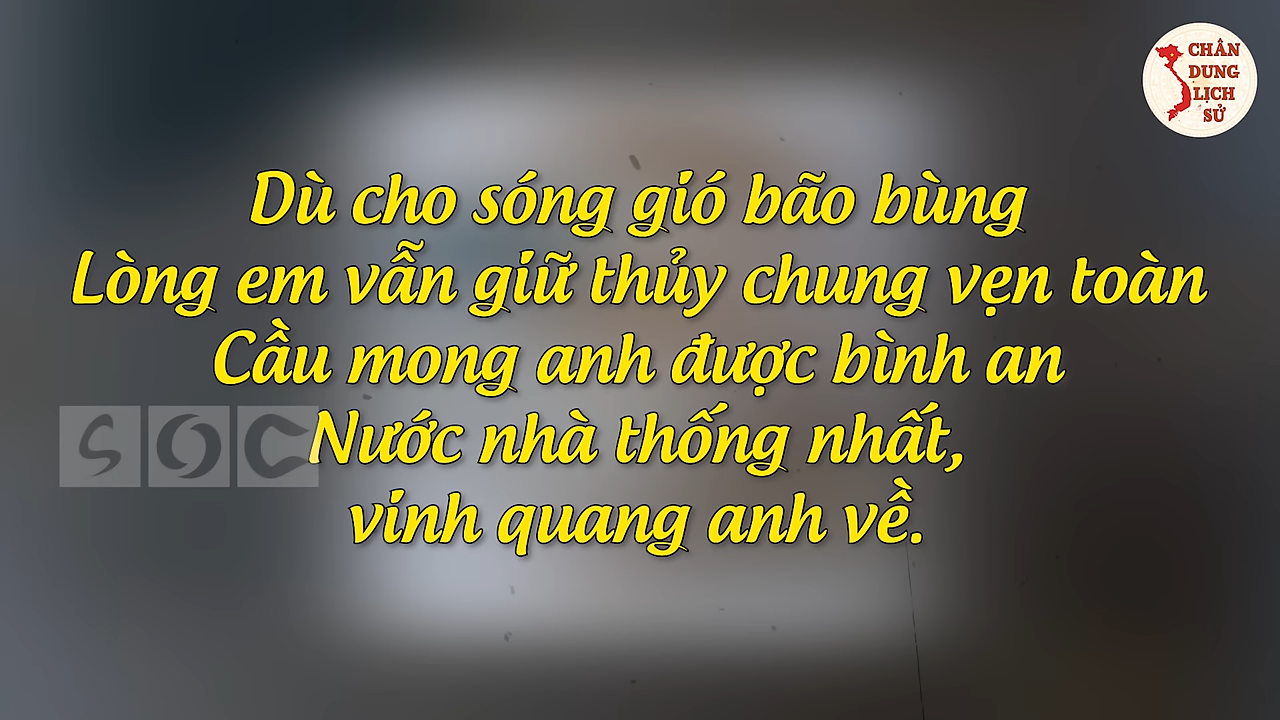 CHÂN
DUNG
LỊCH
SỬ
Dù cho sóng gió bão bùng
Lòng em vẫn giữ thủy chung vẹn toàn
Cầu mong anh được bình an
Nước nhà thống nhất,
vinh quang anh về.
SOC